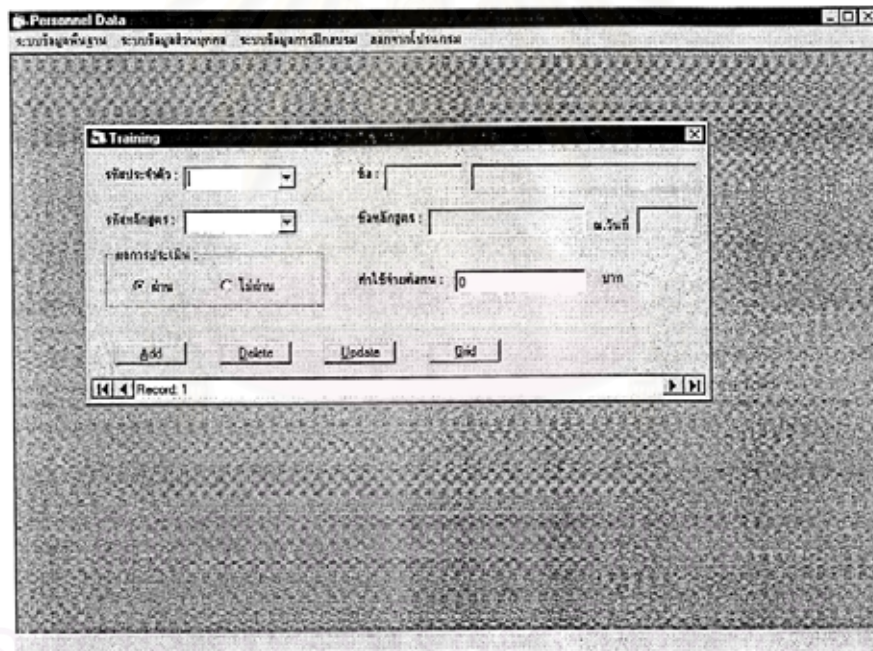 Personnel Data
ระบบข้อมูลพื้นฐาน ระบบข้อมูลส่วนบุคคล ระบบข้อมูลการฝึกอบรม ออกจากโปรแกรม
Training
รหัสประจำตัว : ชื่อ :
รหัสหลักสูตร : ชื่อหลักสูตร : ณ.วันที่
ผลการประเมิน :
ผ่าน ไม่ผ่าน ค่าใช้จ่ายต่อคน : 0 บาท
Add Delete Update Grid
Record: 1